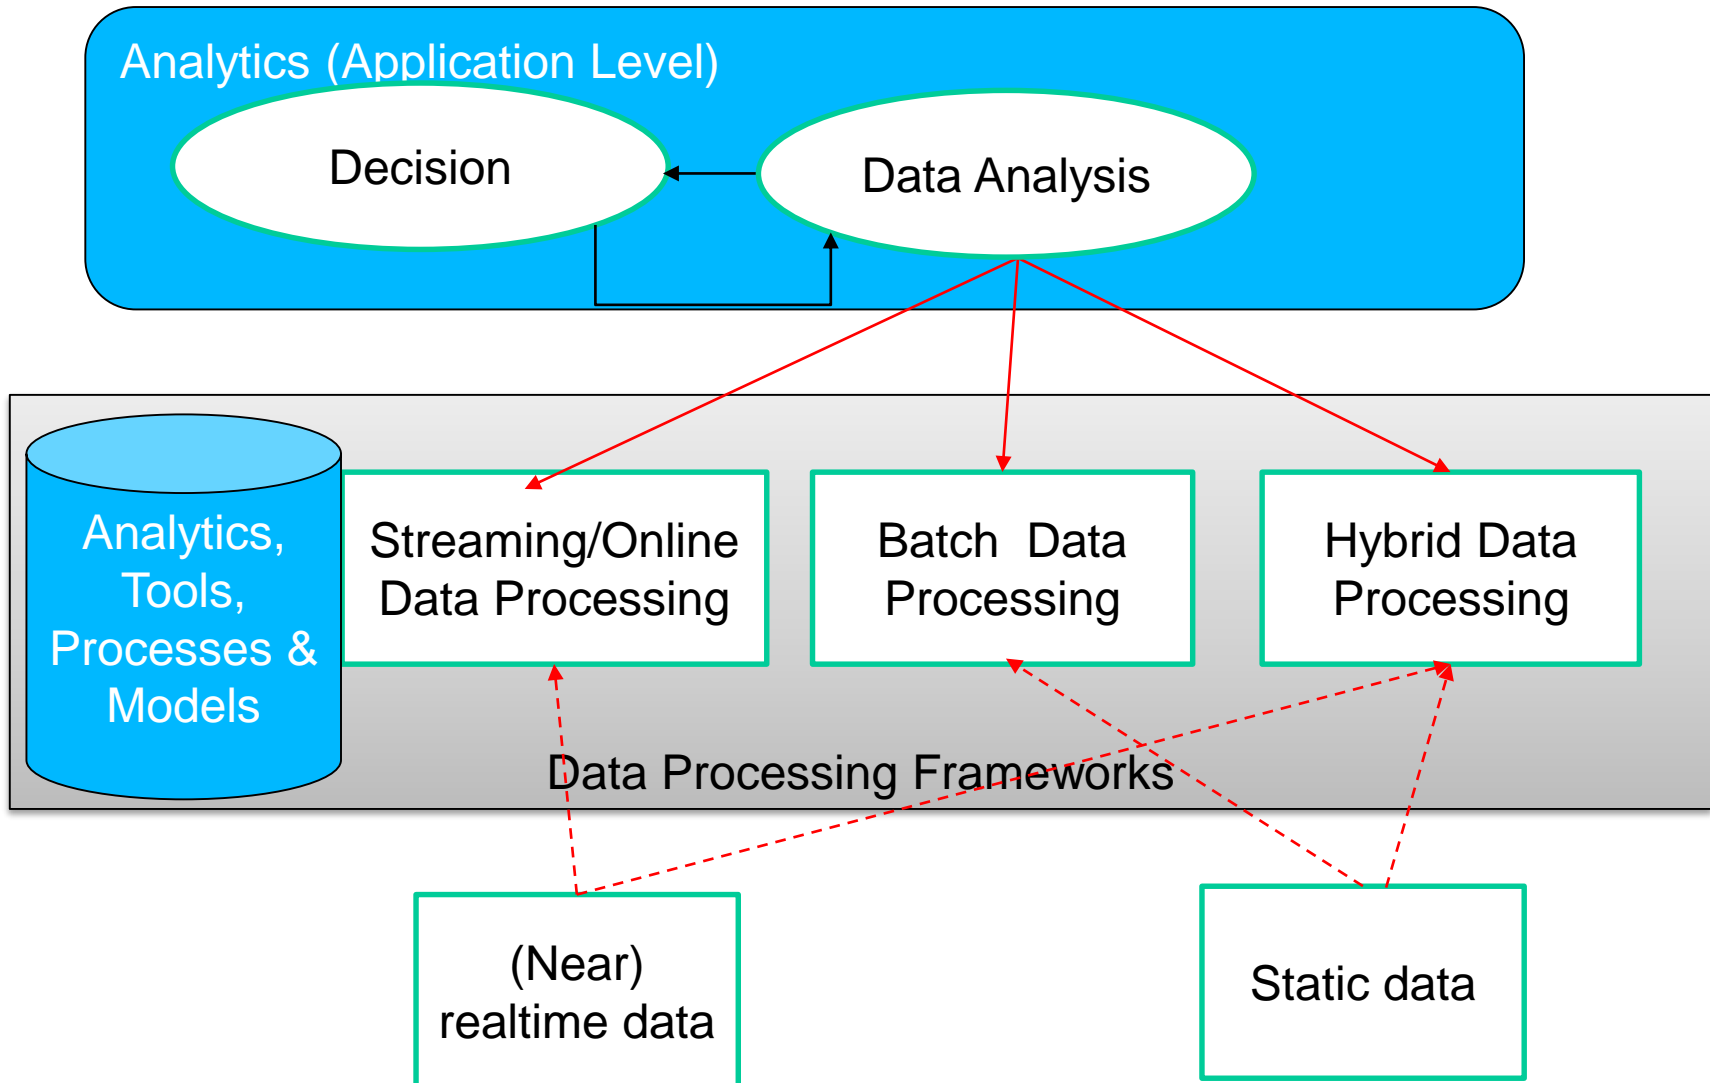 Analytics (Application Level)
Decision
Data Analysis
Analytics,
Tools,
Processes &
Models
Streaming/Online
Data Processing
Batch  Data
Processing
Hybrid Data
Processing
Data Processing Frameworks
(Near)
realtime data
Static data